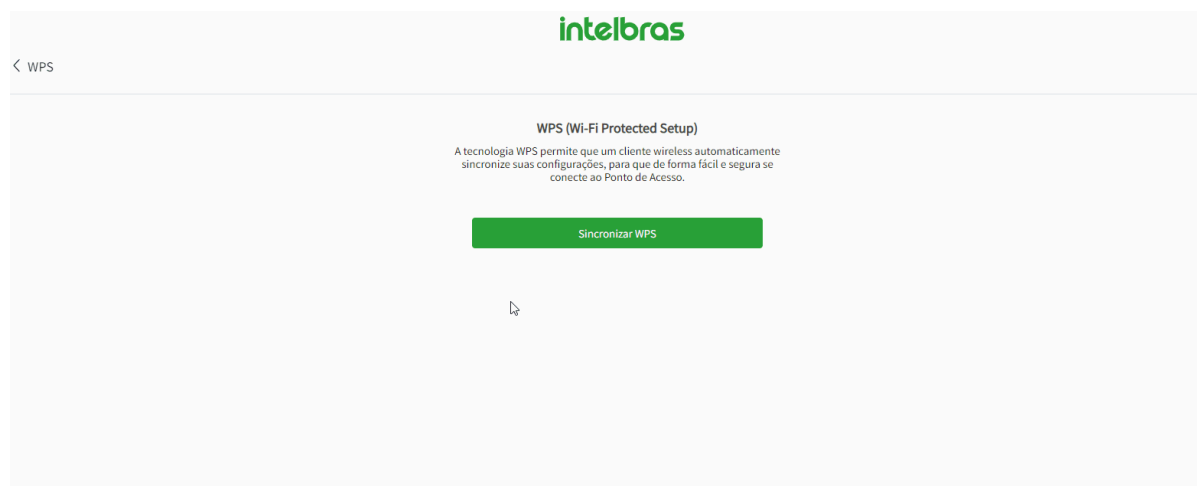 intelbras
WPS
WPS (Wi-Fi Protected Setup)
A tecnologia WPS permite que um cliente wireless automaticamente
sincronize suas configurações, para que de forma fácil e segura se
conecte ao Ponto de Acesso.
Sincronizar WPS